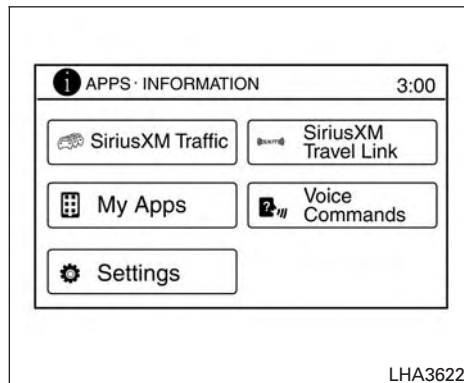 APPS · INFORMATION 3:00
SiriusXM Traffic
SiriusXM
Travel Link
My Apps
Voice
Commands
Settings
LHA3622